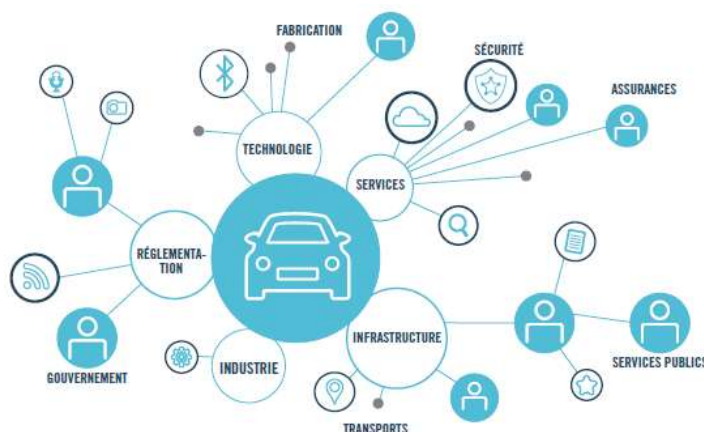 FABRICATION
SÉCURITÉ
ASSURANCES
TECHNOLOGIE
SERVICES
RÉGLEMENTA-
TION
INFRASTRUCTURE
INDUSTRIE
GOUVERNEMENT
SERVICES PUBLICS
TRANSPORTS